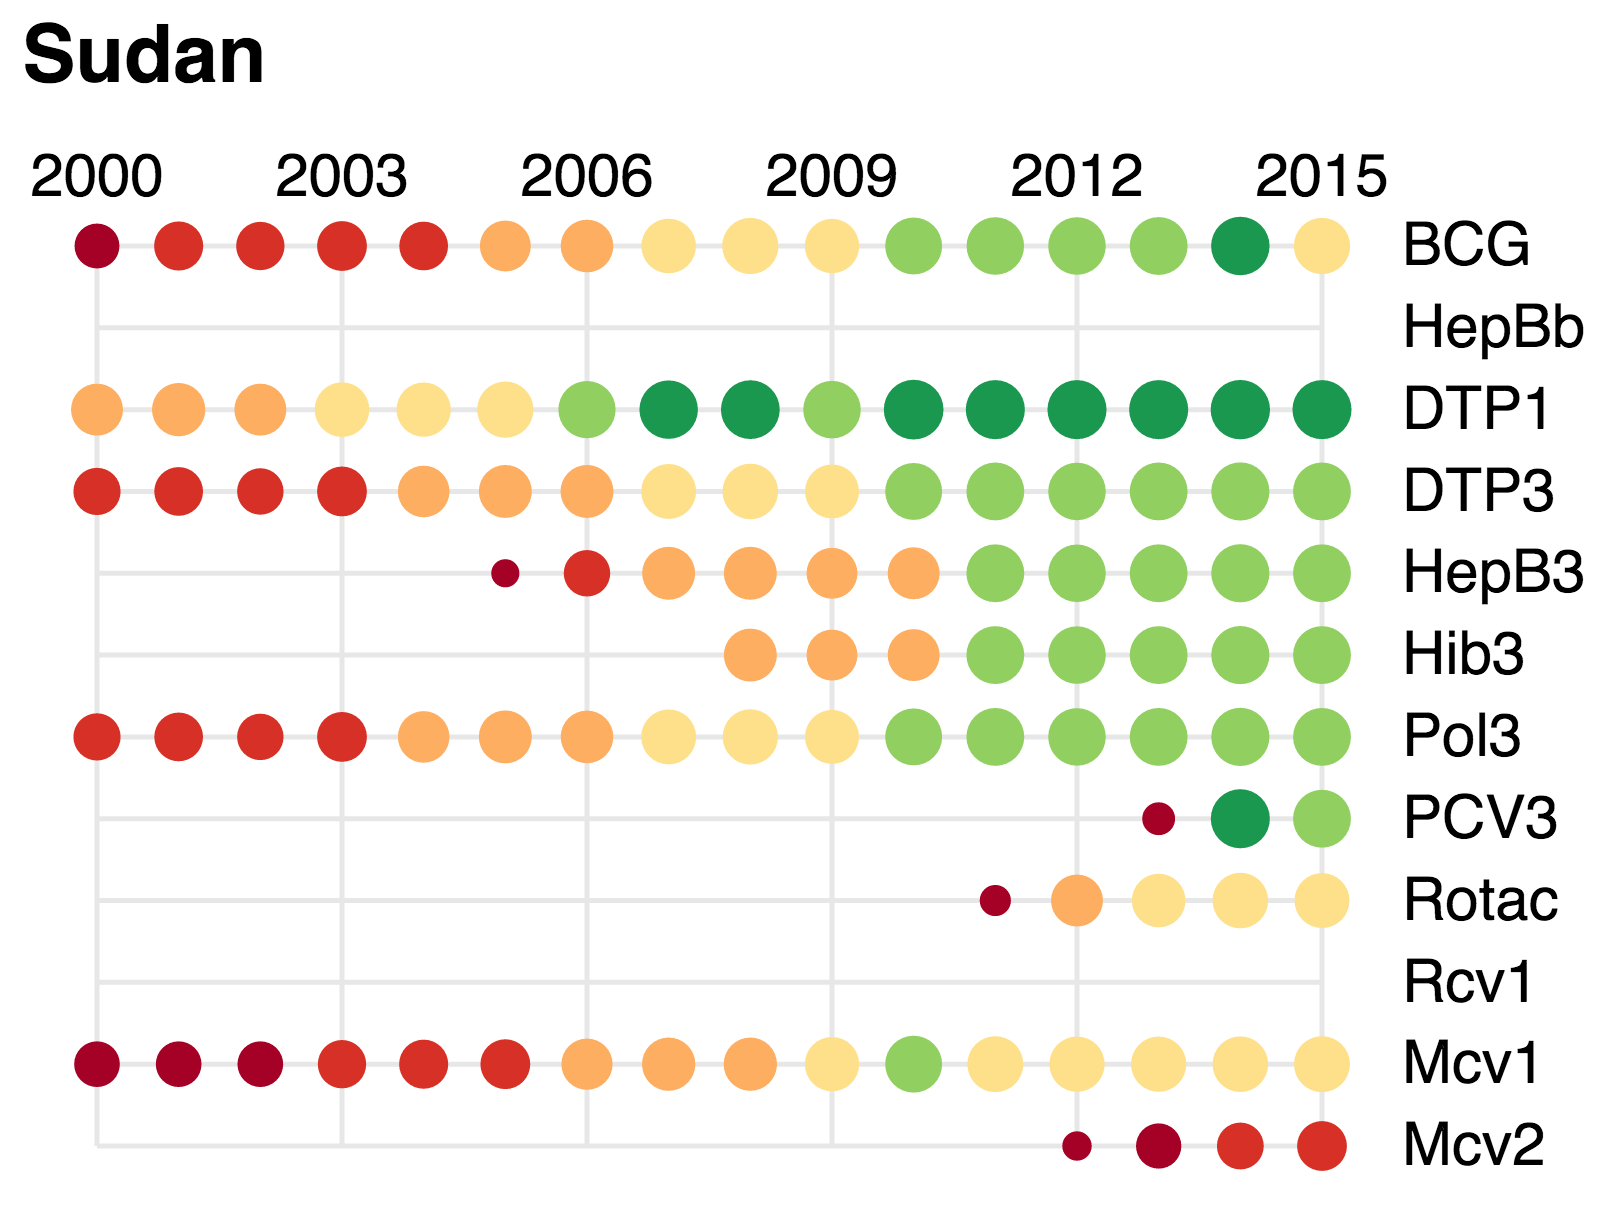 Sudan
2000 2003 2006 2009 2012 2015
BCG
HepBb
DTP1
DTP3
HepB3
Hib3
Pol3
PCV3
Rotac
Rcv1
Mcv1
Mcv2